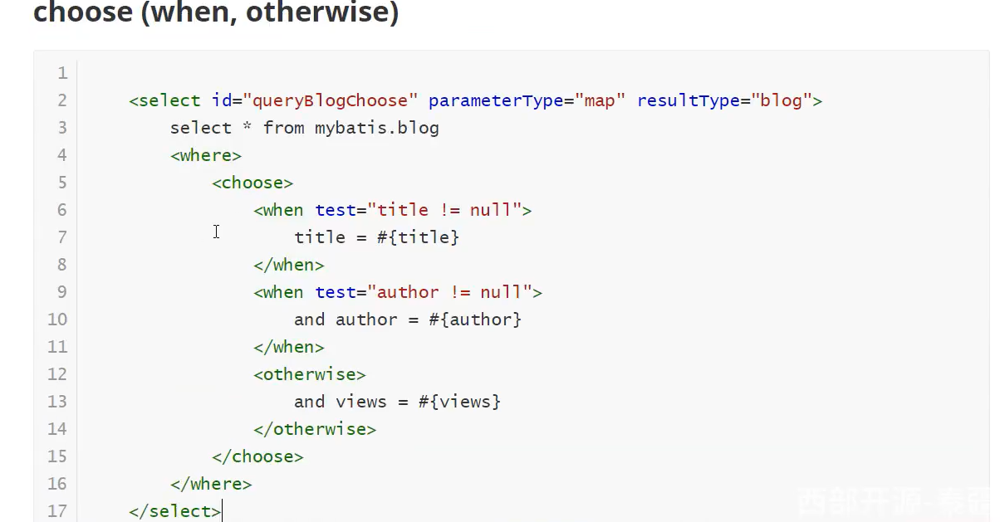 choose (when, otherwise)
1
2 <select id="queryBlogChoose" parameterType="map" resultType="blog">
3 select * from mybatis.blog
4 <where>
5 <choose>
6 <when test="title != null">
7 title = #{title}
8 </when>
9 <when test="author != null">
10 and author = #{author}
11 </when>
12 <otherwise>
13 and views = #{views}
14 </otherwise>
15 </choose>
16 </where>
17 </select>
西部开源-秦疆